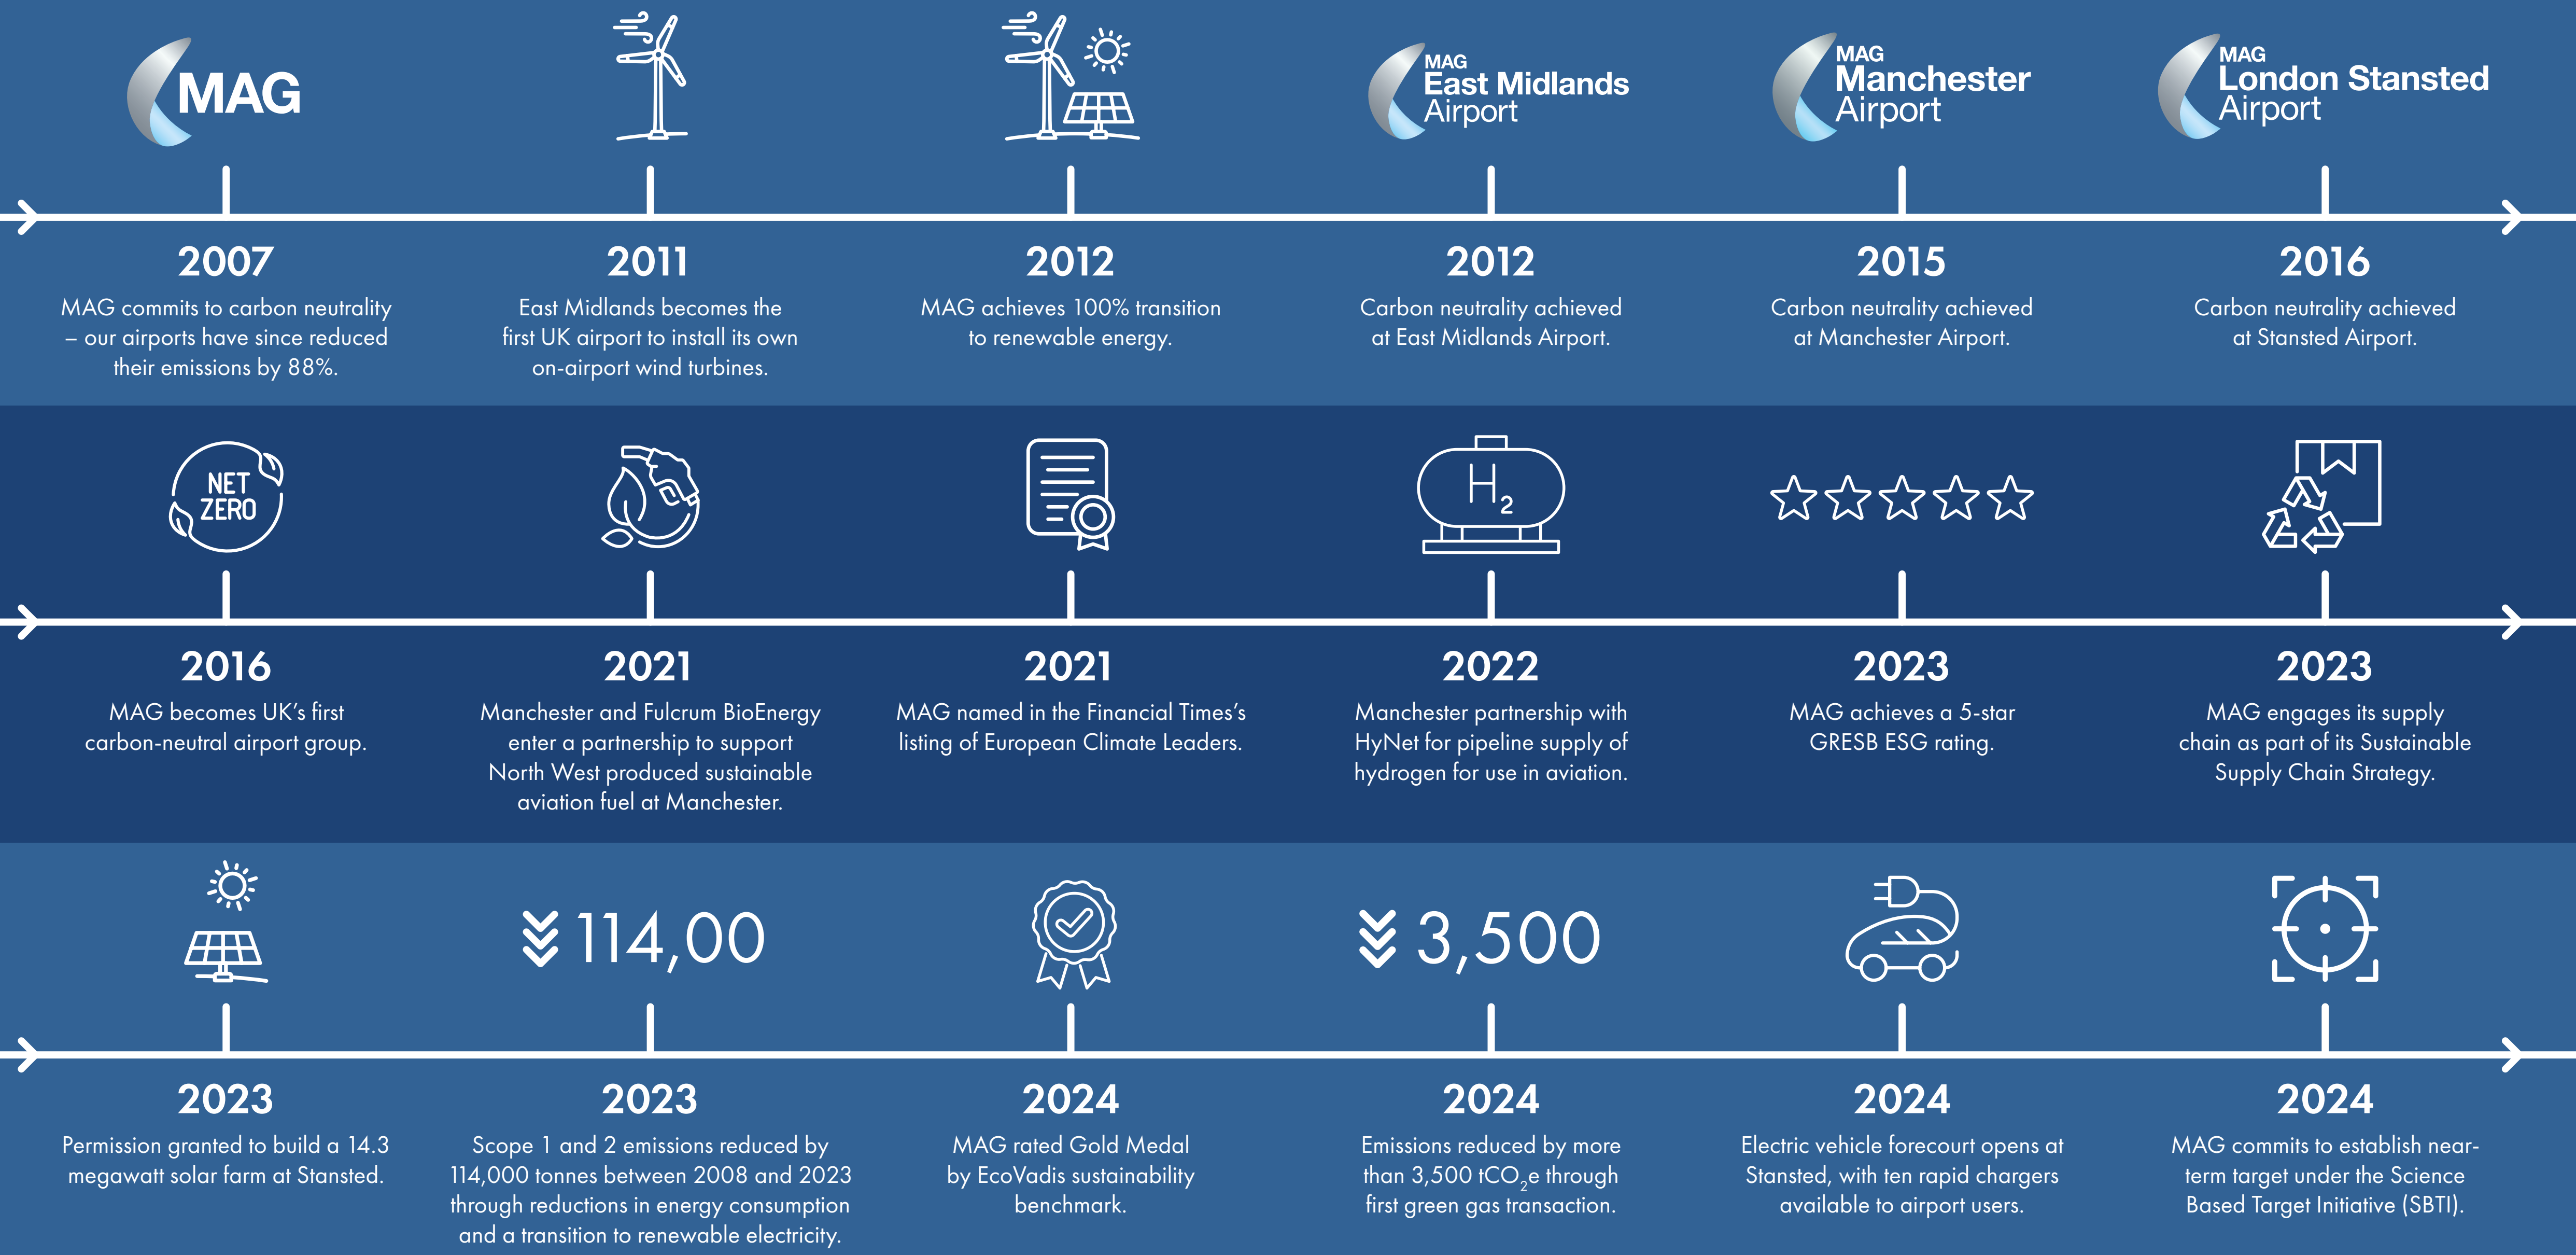 MAG
MAG
East Midlands
Airport
MAG
Manchester
Airport
MAG
London Stansted
Airport
2007
MAG commits to carbon neutrality
– our airports have since reduced
their emissions by 88%.
2011
East Midlands becomes the
first UK airport to install its own
on-airport wind turbines.
2012
MAG achieves 100% transition
to renewable energy.
2012
Carbon neutrality achieved
at East Midlands Airport.
2015
Carbon neutrality achieved
at Manchester Airport.
2016
Carbon neutrality achieved
at Stansted Airport.
NET
ZERO
H₂
2016
MAG becomes UK’s first
carbon-neutral airport group.
2021
Manchester and Fulcrum BioEnergy
enter a partnership to support
North West produced sustainable
aviation fuel at Manchester.
2021
MAG named in the Financial Times’s
listing of European Climate Leaders.
2022
Manchester partnership with
HyNet for pipeline supply of
hydrogen for use in aviation.
2023
MAG achieves a 5-star
GRESB ESG rating.
2023
MAG engages its supply
chain as part of its Sustainable
Supply Chain Strategy.
114,00
3,500
2023
Permission granted to build a 14.3
megawatt solar farm at Stansted.
2023
Scope 1 and 2 emissions reduced by
114,000 tonnes between 2008 and 2023
through reductions in energy consumption
and a transition to renewable electricity.
2024
MAG rated Gold Medal
by EcoVadis sustainability
benchmark.
2024
Emissions reduced by more
than 3,500 tCO₂e through
first green gas transaction.
2024
Electric vehicle forecourt opens at
Stansted, with ten rapid chargers
available to airport users.
2024
MAG commits to establish near-
term target under the Science
Based Target Initiative (SBTI).